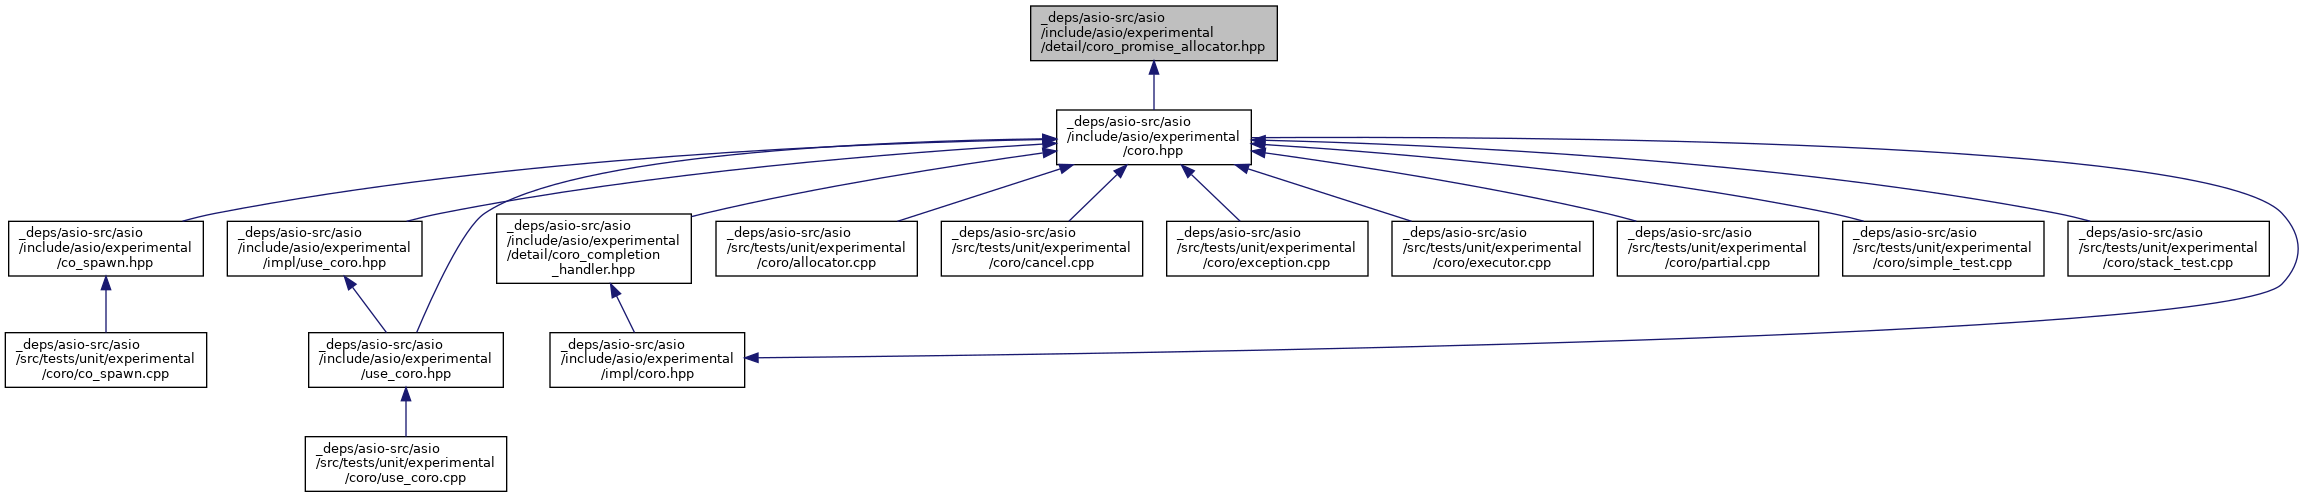 _deps/asio-src/asio
/include/asio/experimental
/detail/coro_promise_allocator.hpp
_deps/asio-src/asio
/include/asio/experimental
/coro.hpp
_deps/asio-src/asio
/include/asio/experimental
/co_spawn.hpp
_deps/asio-src/asio
/include/asio/experimental
/impl/use_coro.hpp
_deps/asio-src/asio
/include/asio/experimental
/detail/coro_completion
_handler.hpp
_deps/asio-src/asio
/src/tests/unit/experimental
/coro/allocator.cpp
_deps/asio-src/asio
/src/tests/unit/experimental
/coro/cancel.cpp
_deps/asio-src/asio
/src/tests/unit/experimental
/coro/exception.cpp
_deps/asio-src/asio
/src/tests/unit/experimental
/coro/executor.cpp
_deps/asio-src/asio
/src/tests/unit/experimental
/coro/partial.cpp
_deps/asio-src/asio
/src/tests/unit/experimental
/coro/simple_test.cpp
_deps/asio-src/asio
/src/tests/unit/experimental
/coro/stack_test.cpp
_deps/asio-src/asio
/src/tests/unit/experimental
/coro/co_spawn.cpp
_deps/asio-src/asio
/include/asio/experimental
/use_coro.hpp
_deps/asio-src/asio
/include/asio/experimental
/impl/coro.hpp
_deps/asio-src/asio
/src/tests/unit/experimental
/coro/use_coro.cpp